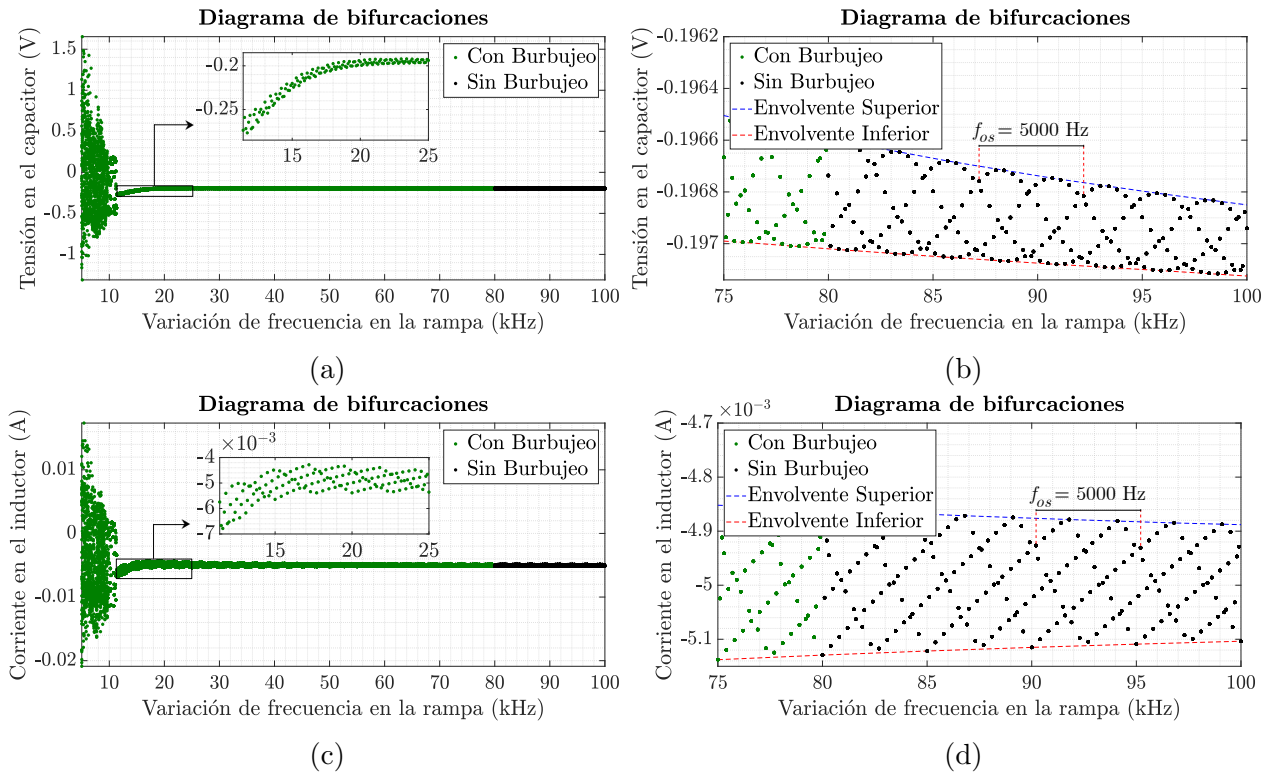 Diagrama de bifurcaciones
Tensión en el capacitor (V)
1.5
1
0.5
0
-0.5
-1
10 20 30 40 50 60 70 80 90 100
Variación de frecuencia en la rampa (kHz)
Con Burbujeo
Sin Burbujeo
-0.2
-0.25
15 20 25
(a)
Diagrama de bifurcaciones
Tensión en el capacitor (V)
-0.1962
-0.1964
-0.1966
-0.1968
-0.197
75 80 85 90 95 100
Variación de frecuencia en la rampa (kHz)
Con Burbujeo
Sin Burbujeo
Envolvente Superior
Envolvente Inferior
f_os = 5000 Hz
(b)
Diagrama de bifurcaciones
Corriente en el inductor (A)
0.01
0
-0.01
-0.02
10 20 30 40 50 60 70 80 90 100
Variación de frecuencia en la rampa (kHz)
Con Burbujeo
Sin Burbujeo
×10⁻³
-4
-5
-6
-7
15 20 25
(c)
Diagrama de bifurcaciones
Corriente en el inductor (A)
×10⁻³
-4.7
-4.8
-4.9
-5
-5.1
75 80 85 90 95 100
Variación de frecuencia en la rampa (kHz)
Con Burbujeo
Sin Burbujeo
Envolvente Superior
Envolvente Inferior
f_os = 5000 Hz
(d)